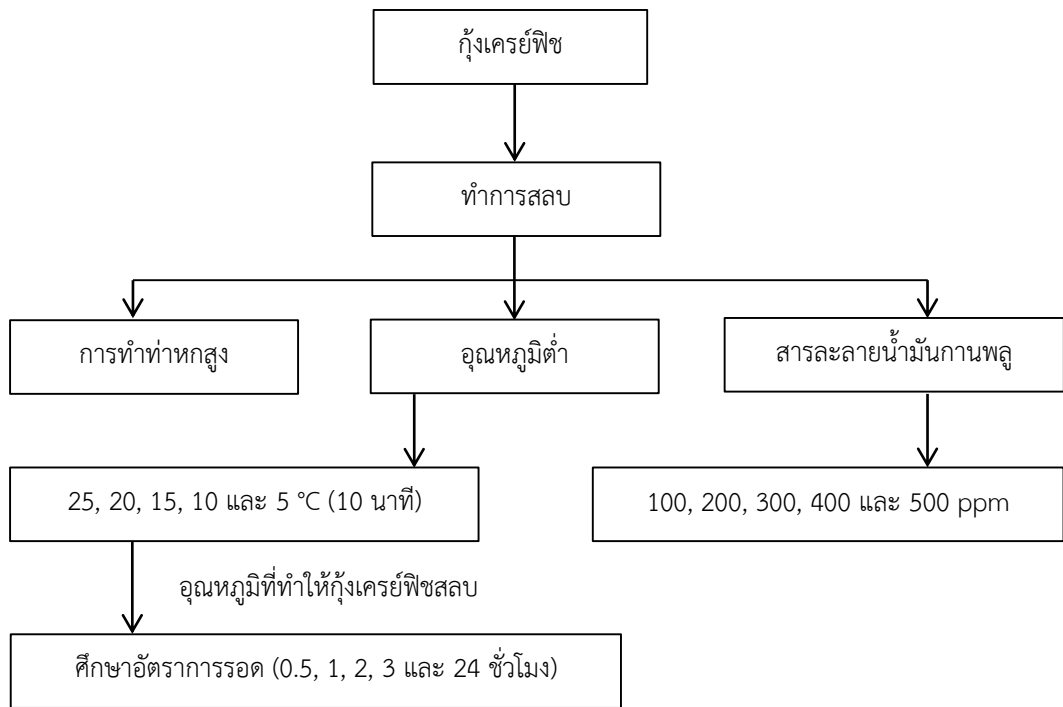 กุ้งเครย์ฟิช
ทำการสลบ
การทำท่าหกสูง
อุณหภูมิต่ำ
สารละลายน้ำมันกานพลู
25, 20, 15, 10 และ 5 °C (10 นาที)
100, 200, 300, 400 และ 500 ppm
อุณหภูมิที่ทำให้กุ้งเครย์ฟิชสลบ
ศึกษาอัตราการรอด (0.5, 1, 2, 3 และ 24 ชั่วโมง)